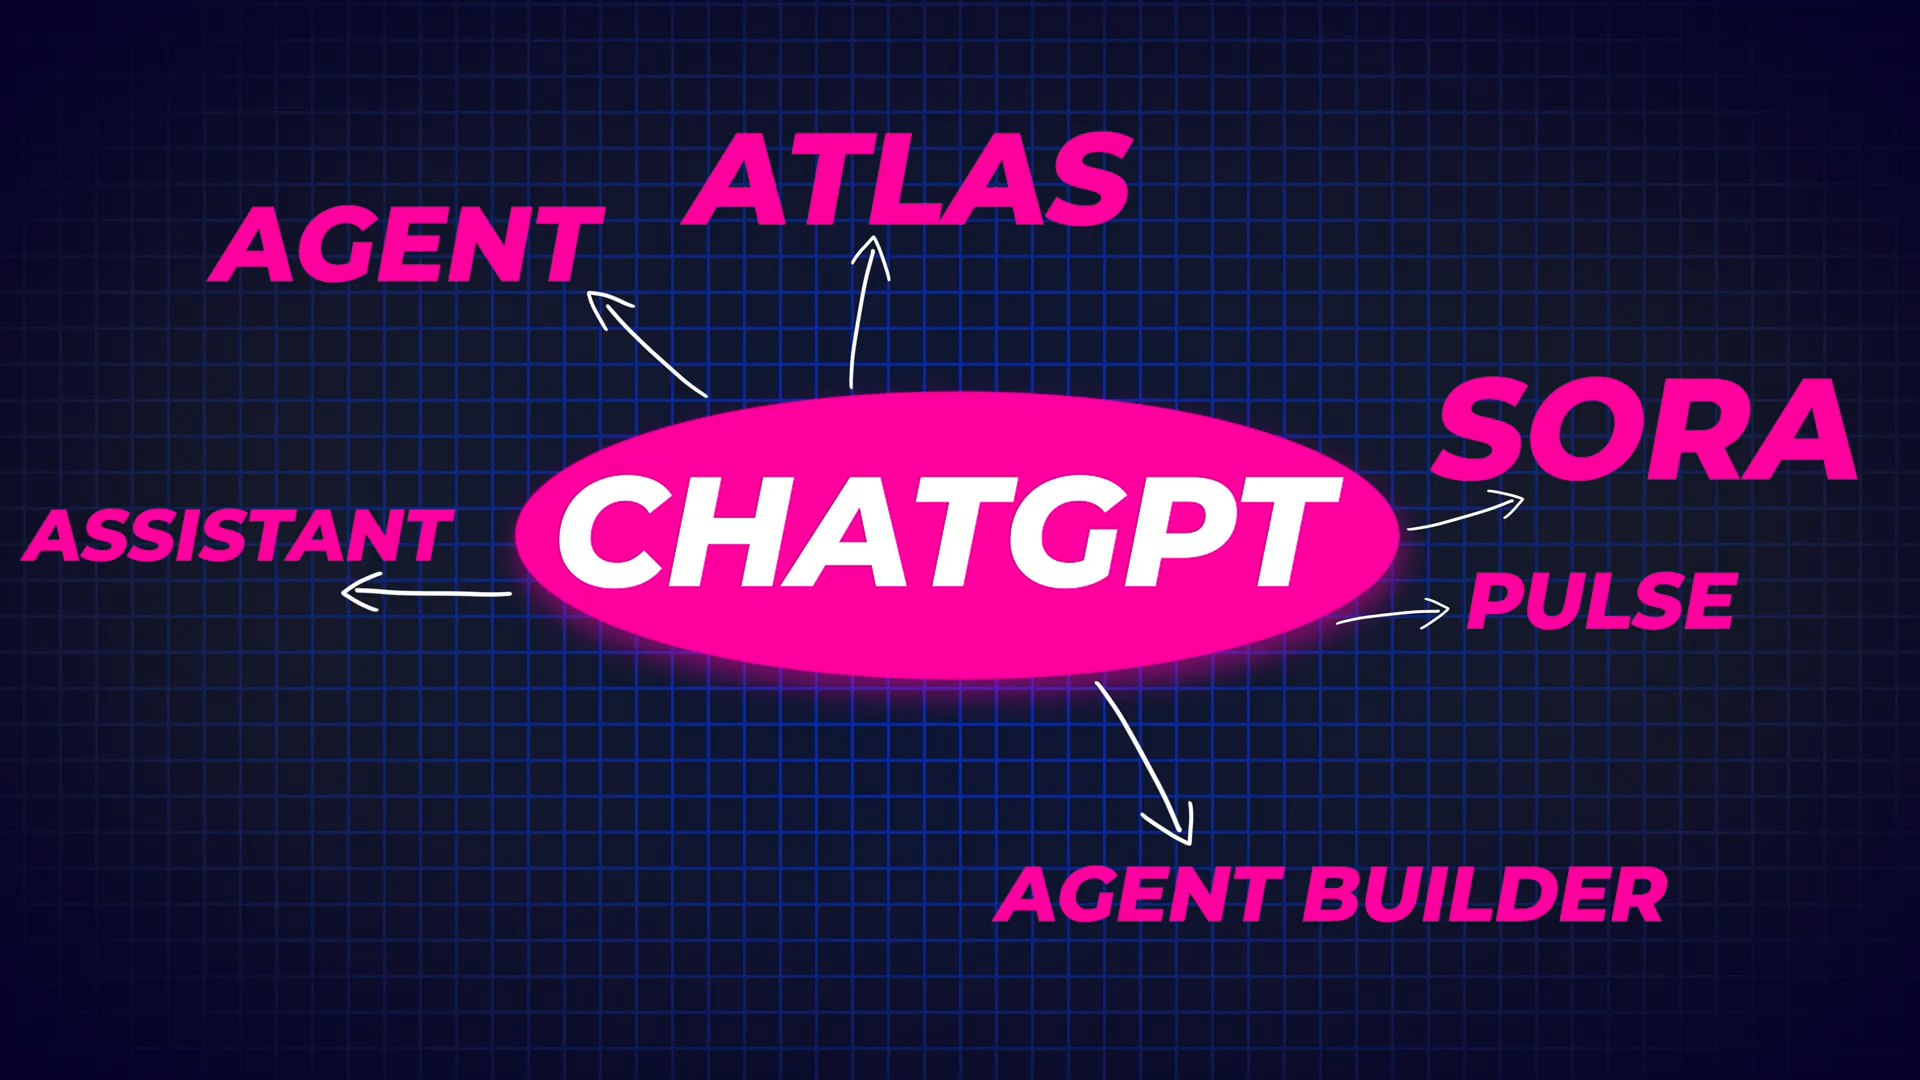 ATLAS
AGENT
SORA
ASSISTANT
CHATGPT
PULSE
AGENT BUILDER